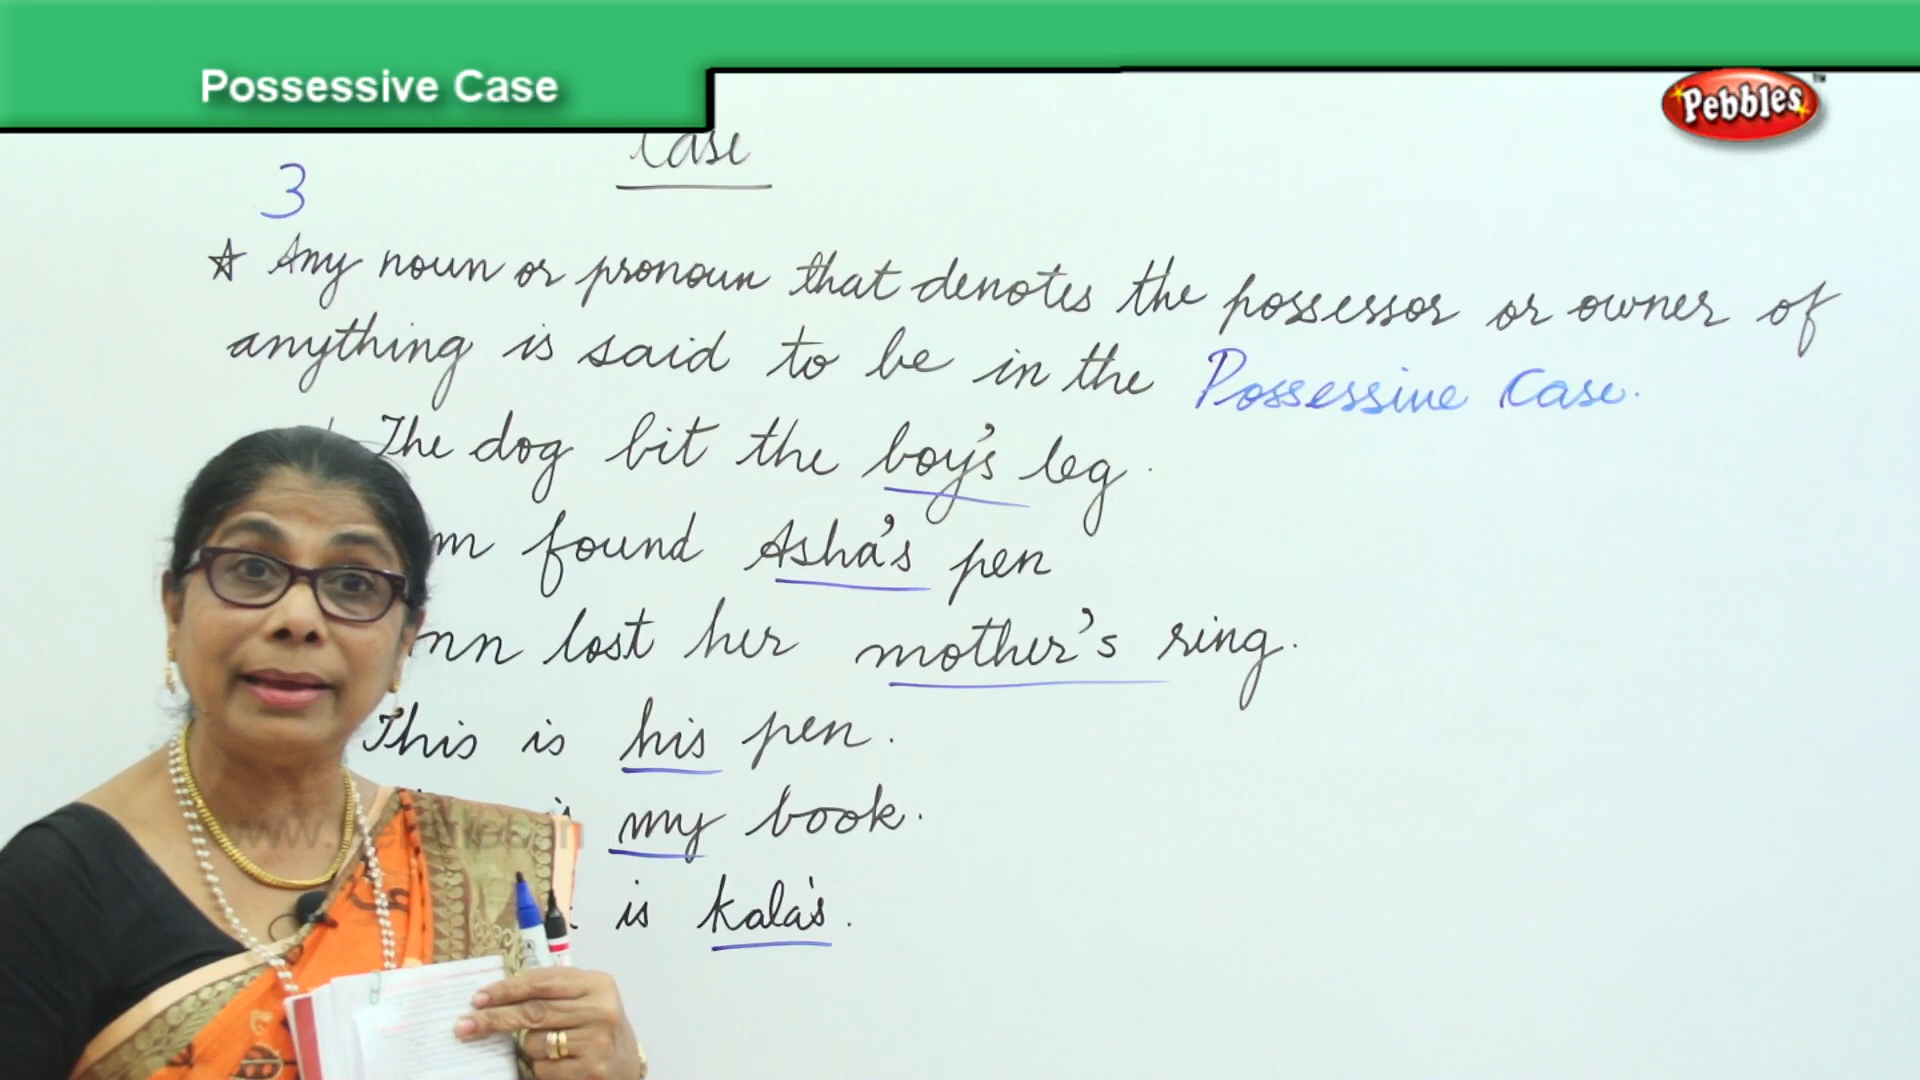 Possessive Case
Pebbles™
Case
3
☆ Any noun or pronoun that denotes the possessor or owner of
anything is said to be in the Possessive Case.
The dog bit the boy's leg.
found Asha's pen
lost her mother's ring.
This is his pen.
my book.
is Kala's.